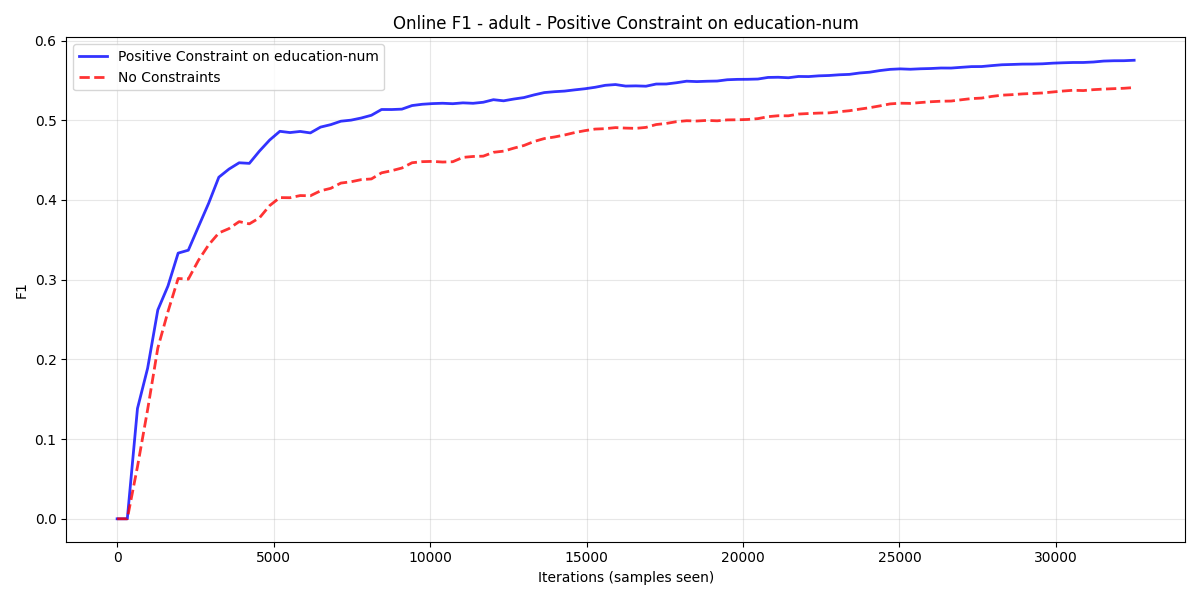 Online F1 - adult - Positive Constraint on education-num
Positive Constraint on education-num
No Constraints
F1
0.6
0.5
0.4
0.3
0.2
0.1
0.0
0
5000
10000
15000
20000
25000
30000
Iterations (samples seen)